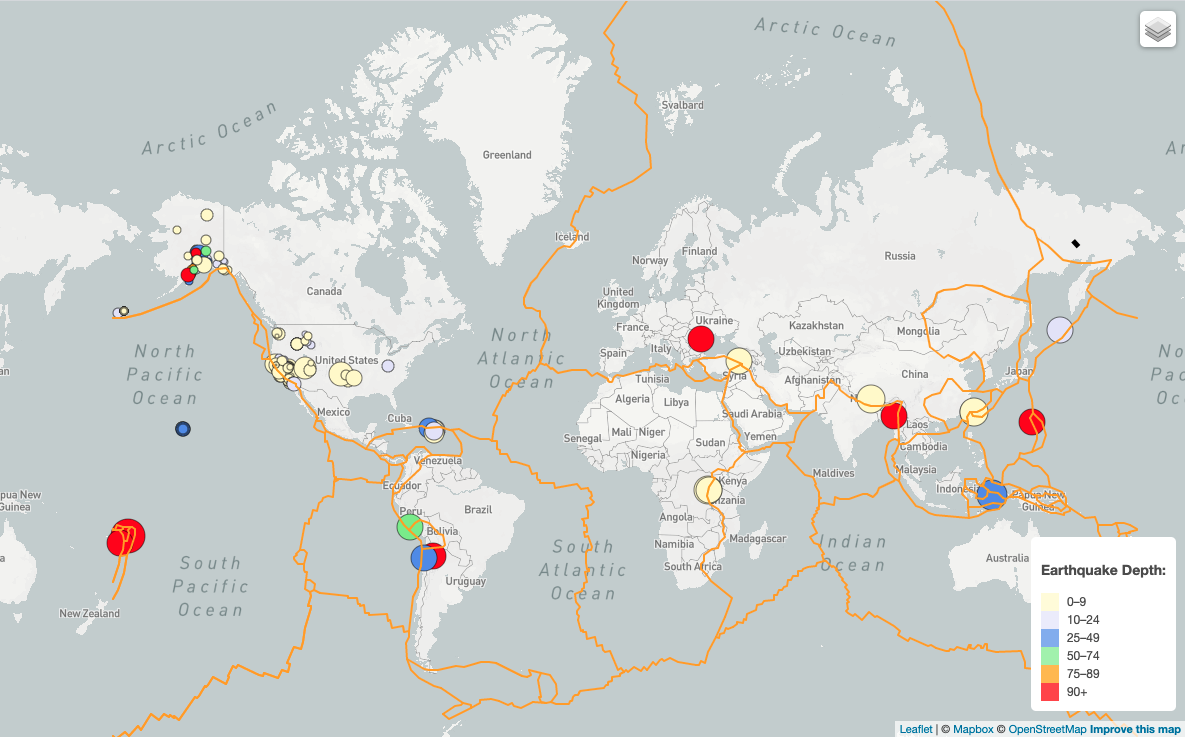 Arctic Ocean
Arctic Ocean
Ar
Svalbard
Greenland
Iceland
Finland
Norway
Russia
Canada
United
Kingdom
Ukraine
France
Italy
Spain
Kazakhstan
Mongolia
Uzbekistan
North
Pacific
Ocean
North
Atlantic
Ocean
No
Pac
Oc
United States
an
Tunisia
Syria
Afghanistan
China
Japan
Algeria
Libya
N
Mexico
Cuba
Saudi Arabia
Laos
Senegal
Mali
Niger
Sudan
Yemen
Cambodia
Nigeria
Venezuela
Maldives
Malaysia
Ecuador
Kenya
Indonesia
pua New
Guinea
Papua New
Guinea
nzania
Peru
Brazil
Angola
Bolivia
Namibia
Madagascar
South
Atlantic
Ocean
Indian
Ocean
South
Pacific
Ocean
a
Australia
South Africa
Uruguay
New Zealand
Earthquake Depth:
0–9
10–24
25–49
50–74
75–89
90+
Leaflet | © Mapbox © OpenStreetMap Improve this map